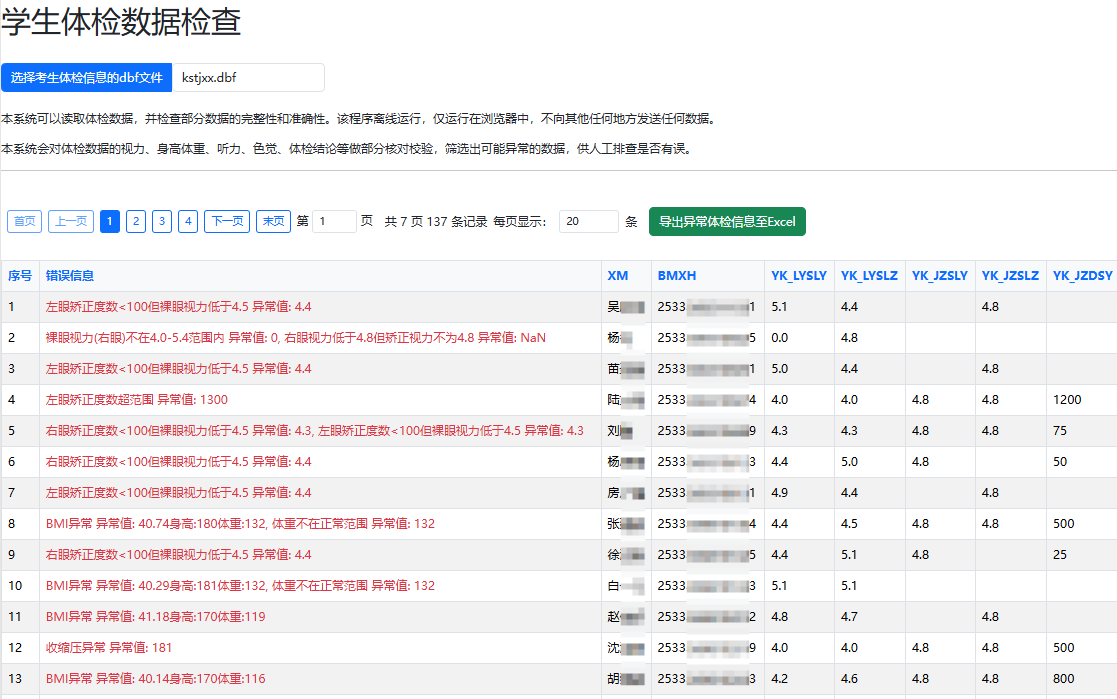 学生体检数据检查
选择考生体检信息的dbf文件 kstjxx.dbf
本系统可以读取体检数据，并检查部分数据的完整性和准确性。该程序离线运行，仅运行在浏览器中，不向其他任何地方发送任何数据。
本系统会对体检数据的视力、身高体重、听力、色觉、体检结论等做部分核对校验，筛选出可能异常的数据，供人工排查是否有误。
首页 上一页 1 2 3 4 下一页 末页 第 1 页 共 7 页 137 条记录 每页显示： 20 条 导出异常体检信息至Excel
序号 错误信息 XM BMXH YK_LYSLY YK_LYSLZ YK_JZSLY YK_JZSLZ YK_JZDSY
1 左眼矫正度数<100但裸眼视力低于4.5 异常值: 4.4 吴 2533 1 5.1 4.4 4.8
2 裸眼视力(右眼)不在4.0-5.4范围内 异常值: 0, 右眼视力低于4.8但矫正视力不为4.8 异常值: NaN 杨 2533 5 0.0 4.8
3 左眼矫正度数<100但裸眼视力低于4.5 异常值: 4.4 苗 2533 1 5.0 4.4 4.8
4 左眼矫正度数超范围 异常值: 1300 陆 2533 4 4.0 4.0 4.8 4.8 1200
5 右眼矫正度数<100但裸眼视力低于4.5 异常值: 4.3, 左眼矫正度数<100但裸眼视力低于4.5 异常值: 4.3 刘 2533 9 4.3 4.3 4.8 4.8 75
6 右眼矫正度数<100但裸眼视力低于4.5 异常值: 4.4 杨 2533 3 4.4 5.0 4.8 50
7 左眼矫正度数<100但裸眼视力低于4.5 异常值: 4.4 房 2533 1 4.9 4.4 4.8
8 BMI异常 异常值: 40.74身高:180体重:132, 体重不在正常范围 异常值: 132 张 2533 4 4.4 4.5 4.8 4.8 500
9 右眼矫正度数<100但裸眼视力低于4.5 异常值: 4.4 徐 2533 5 4.4 5.1 4.8 25
10 BMI异常 异常值: 40.29身高:181体重:132, 体重不在正常范围 异常值: 132 白 2533 3 5.1 5.1
11 BMI异常 异常值: 41.18身高:170体重:119 赵 2533 2 4.8 4.7 4.8
12 收缩压异常 异常值: 181 沈 2533 9 4.0 4.0 4.8 4.8 500
13 BMI异常 异常值: 40.14身高:170体重:116 胡 2533 3 4.2 4.6 4.8 4.8 800